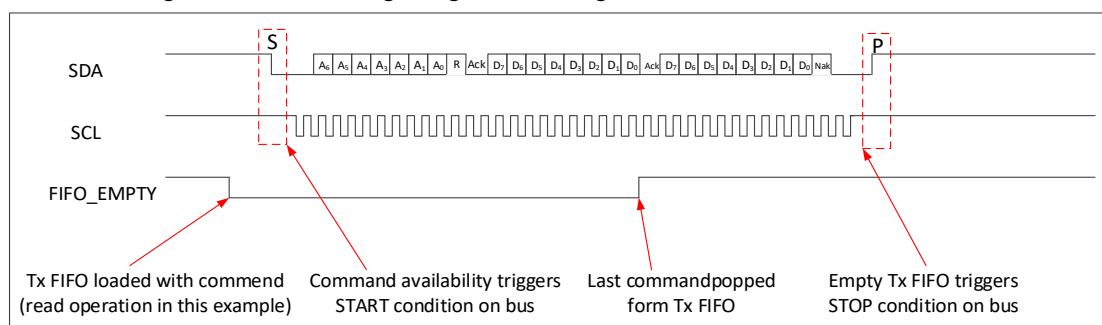 S
P
SDA
A6 A5 A4 A3 A2 A1 A0 R Ack D7 D6 D5 D4 D3 D2 D1 D0 Ack D7 D6 D5 D4 D3 D2 D1 D0 Nak
SCL
FIFO_EMPTY
Tx FIFO loaded with commend
(read operation in this example)
Command availability triggers
START condition on bus
Last commandpopped
form Tx FIFO
Empty Tx FIFO triggers
STOP condition on bus